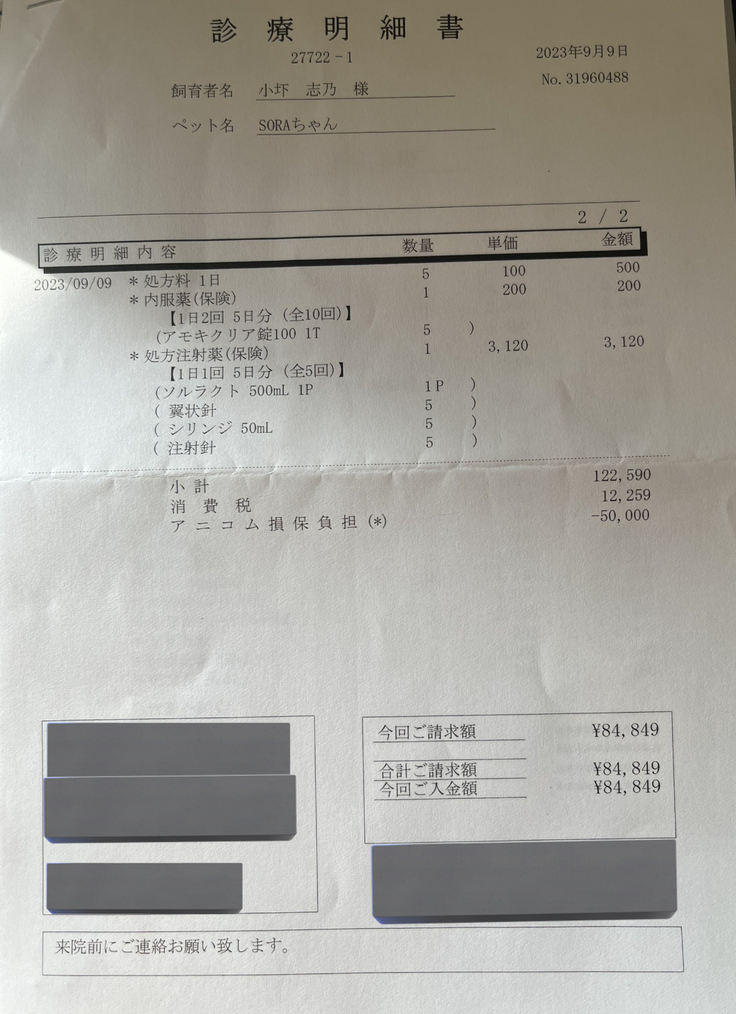 診療明細書
27722-1
2023年9月9日
No.31960488
飼育者名 小圷 志乃 様
ペット名 SORAちゃん
2 / 2
診療明細内容 数量 単価 金額
2023/09/09 *処方料 1日 5 100 500
*内服薬(保険) 1 200 200
【1日2回 5日分 (全10回)】
(アモキクリア錠100 1T 5 )
*処方注射薬(保険) 1 3,120 3,120
【1日1回 5日分 (全5回)】
(ソルラクト 500mL 1P 1P )
( 翼状針 5 )
( シリンジ 50mL 5 )
( 注射針 5 )
小計 122,590
消費税 12,259
アニコム損保負担(*) -50,000
今回ご請求額 ¥84,849
合計ご請求額 ¥84,849
今回ご入金額 ¥84,849
来院前にご連絡お願い致します。